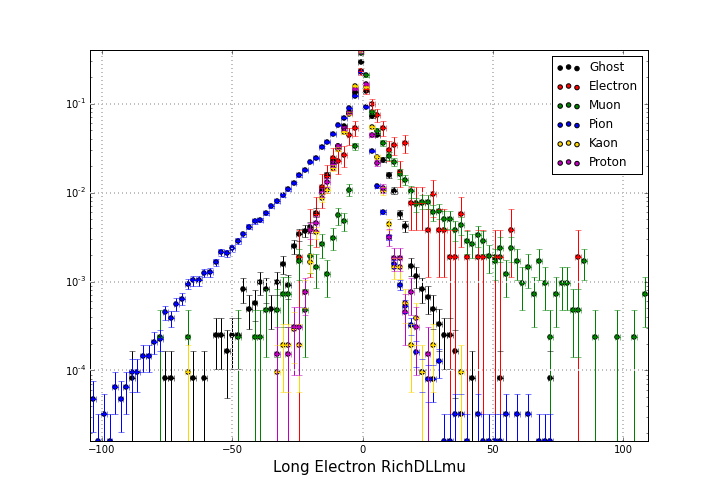 10⁻¹
10⁻²
10⁻³
10⁻⁴
−100
−50
0
50
100
Long Electron RichDLLmu
Ghost
Electron
Muon
Pion
Kaon
Proton